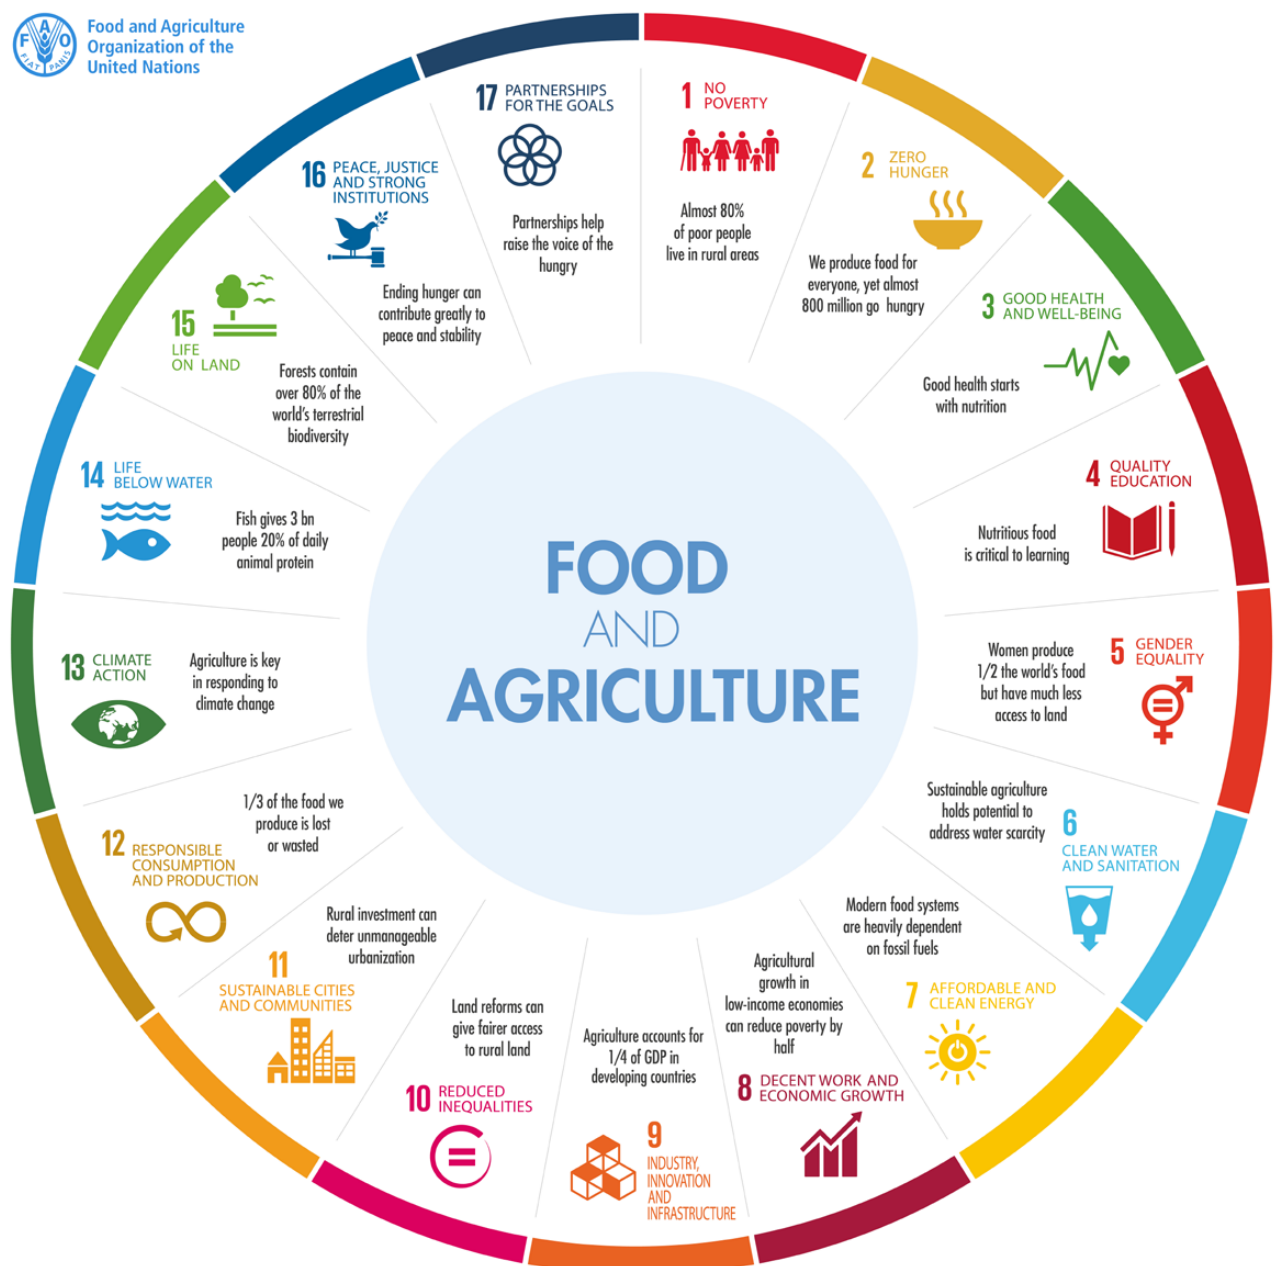 F A O
FIAT PANIS
Food and Agriculture
Organization of the
United Nations
1 NO
POVERTY
Almost 80%
of poor people
live in rural areas
2 ZERO
HUNGER
We produce food for
everyone, yet almost
800 million go hungry
3 GOOD HEALTH
AND WELL-BEING
Good health starts
with nutrition
4 QUALITY
EDUCATION
Nutritious food
is critical to learning
5 GENDER
EQUALITY
Women produce
1/2 the world's food
but have much less
access to land
6
CLEAN WATER
AND SANITATION
Sustainable agriculture
holds potential to
address water scarcity
7 AFFORDABLE AND
CLEAN ENERGY
Modern food systems
are heavily dependent
on fossil fuels
Agricultural
growth in
low-income economies
can reduce poverty by
half
8 DECENT WORK AND
ECONOMIC GROWTH
Agriculture accounts for
1/4 of GDP in
developing countries
9
INDUSTRY,
INNOVATION
AND
INFRASTRUCTURE
Land reforms can
give fairer access
to rural land
10 REDUCED
INEQUALITIES
Rural investment can
deter unmanageable
urbanization
11
SUSTAINABLE CITIES
AND COMMUNITIES
1/3 of the food we
produce is lost
or wasted
12 RESPONSIBLE
CONSUMPTION
AND PRODUCTION
13 CLIMATE
ACTION
Agriculture is key
in responding to
climate change
14 LIFE
BELOW WATER
Fish gives 3 bn
people 20% of daily
animal protein
15
LIFE
ON LAND
Forests contain
over 80% of the
world's terrestrial
biodiversity
16 PEACE, JUSTICE
AND STRONG
INSTITUTIONS
Ending hunger can
contribute greatly to
peace and stability
17 PARTNERSHIPS
FOR THE GOALS
Partnerships help
raise the voice of the
hungry
FOOD
AND
AGRICULTURE